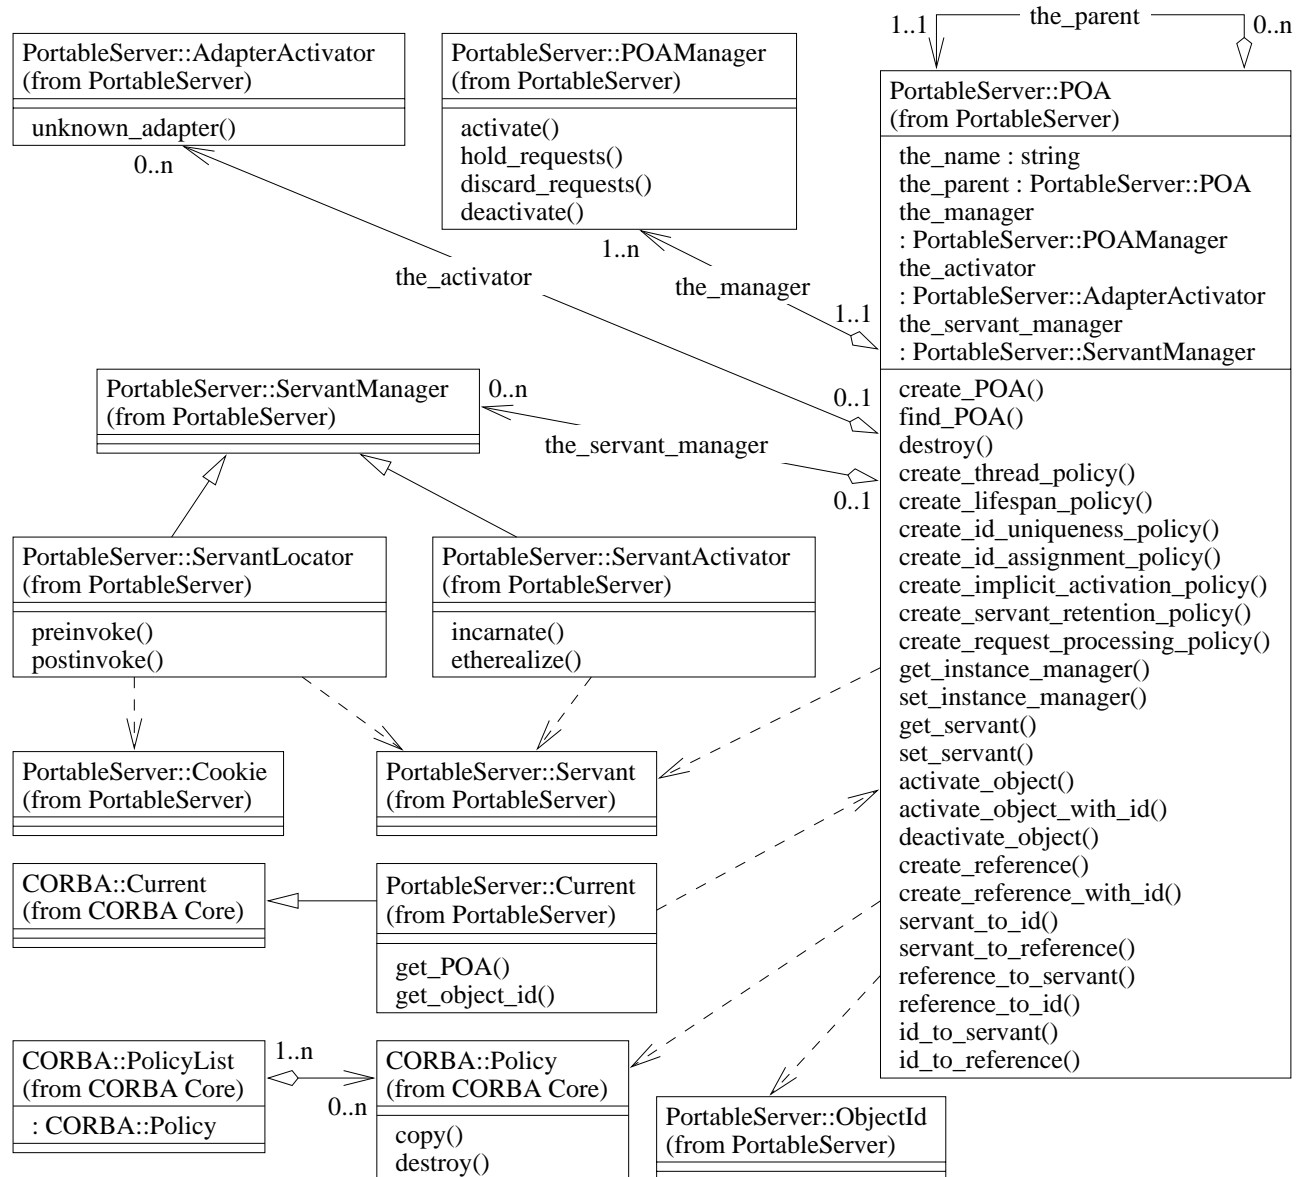 the_parent
1..1
0..n
PortableServer::AdapterActivator
(from PortableServer)
unknown_adapter()
0..n
PortableServer::POAManager
(from PortableServer)
activate()
hold_requests()
discard_requests()
deactivate()
1..n
the_activator
the_manager
1..1
0..1
0..1
PortableServer::POA
(from PortableServer)
the_name : string
the_parent : PortableServer::POA
the_manager
: PortableServer::POAManager
the_activator
: PortableServer::AdapterActivator
the_servant_manager
: PortableServer::ServantManager
create_POA()
find_POA()
destroy()
create_thread_policy()
create_lifespan_policy()
create_id_uniqueness_policy()
create_id_assignment_policy()
create_implicit_activation_policy()
create_servant_retention_policy()
create_request_processing_policy()
get_instance_manager()
set_instance_manager()
get_servant()
set_servant()
activate_object()
activate_object_with_id()
deactivate_object()
create_reference()
create_reference_with_id()
servant_to_id()
servant_to_reference()
reference_to_servant()
reference_to_id()
id_to_servant()
id_to_reference()
PortableServer::ServantManager
(from PortableServer)
0..n
the_servant_manager
PortableServer::ServantLocator
(from PortableServer)
preinvoke()
postinvoke()
PortableServer::ServantActivator
(from PortableServer)
incarnate()
etherealize()
PortableServer::Cookie
(from PortableServer)
PortableServer::Servant
(from PortableServer)
CORBA::Current
(from CORBA Core)
PortableServer::Current
(from PortableServer)
get_POA()
get_object_id()
CORBA::PolicyList
(from CORBA Core)
: CORBA::Policy
1..n
0..n
CORBA::Policy
(from CORBA Core)
copy()
destroy()
PortableServer::ObjectId
(from PortableServer)